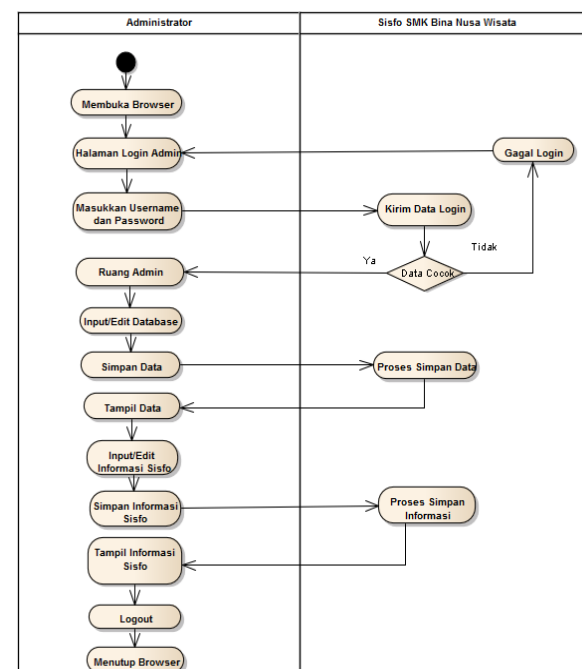 Administrator
Sisfo SMK Bina Nusa Wisata
Membuka Browser
Halaman Login Admin
Gagal Login
Masukkan Username
dan Password
Kirim Data Login
Tidak
Ya
Data Cocok
Ruang Admin
Input/Edit Database
Simpan Data
Proses Simpan Data
Tampil Data
Input/Edit
Informasi Sisfo
Simpan Informasi
Sisfo
Proses Simpan
Informasi
Tampil Informasi
Sisfo
Logout
Menutup Browser